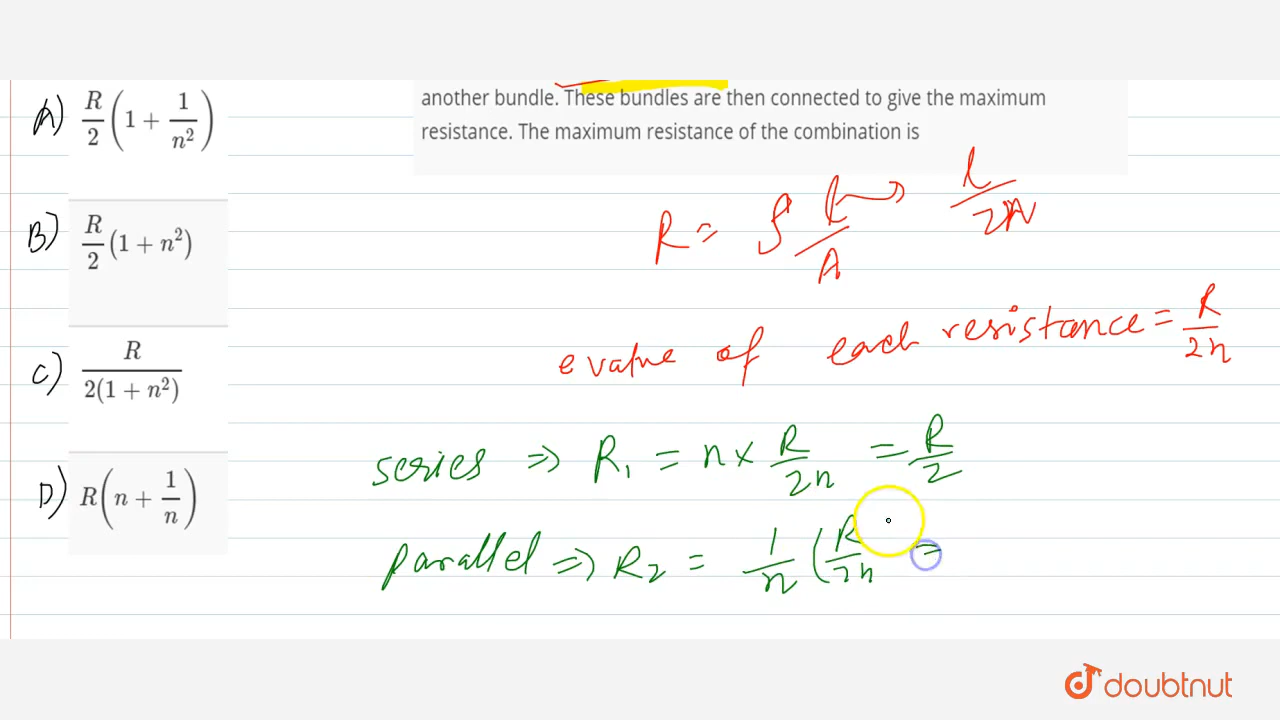 another bundle. These bundles are then connected to give the maximum
resistance. The maximum resistance of the combination is
A) R/2(1 + 1/n²)
B) R/2(1 + n²)
C) R/2(1 + n²)
D) R(n + 1/n)
R = ρ l/A → l/2n
e value of each resistance = R/2n
series ⇒ R₁ = n × R/2n = R/2
parallel ⇒ R₂ = 1/n (R/2n =
doubtnut